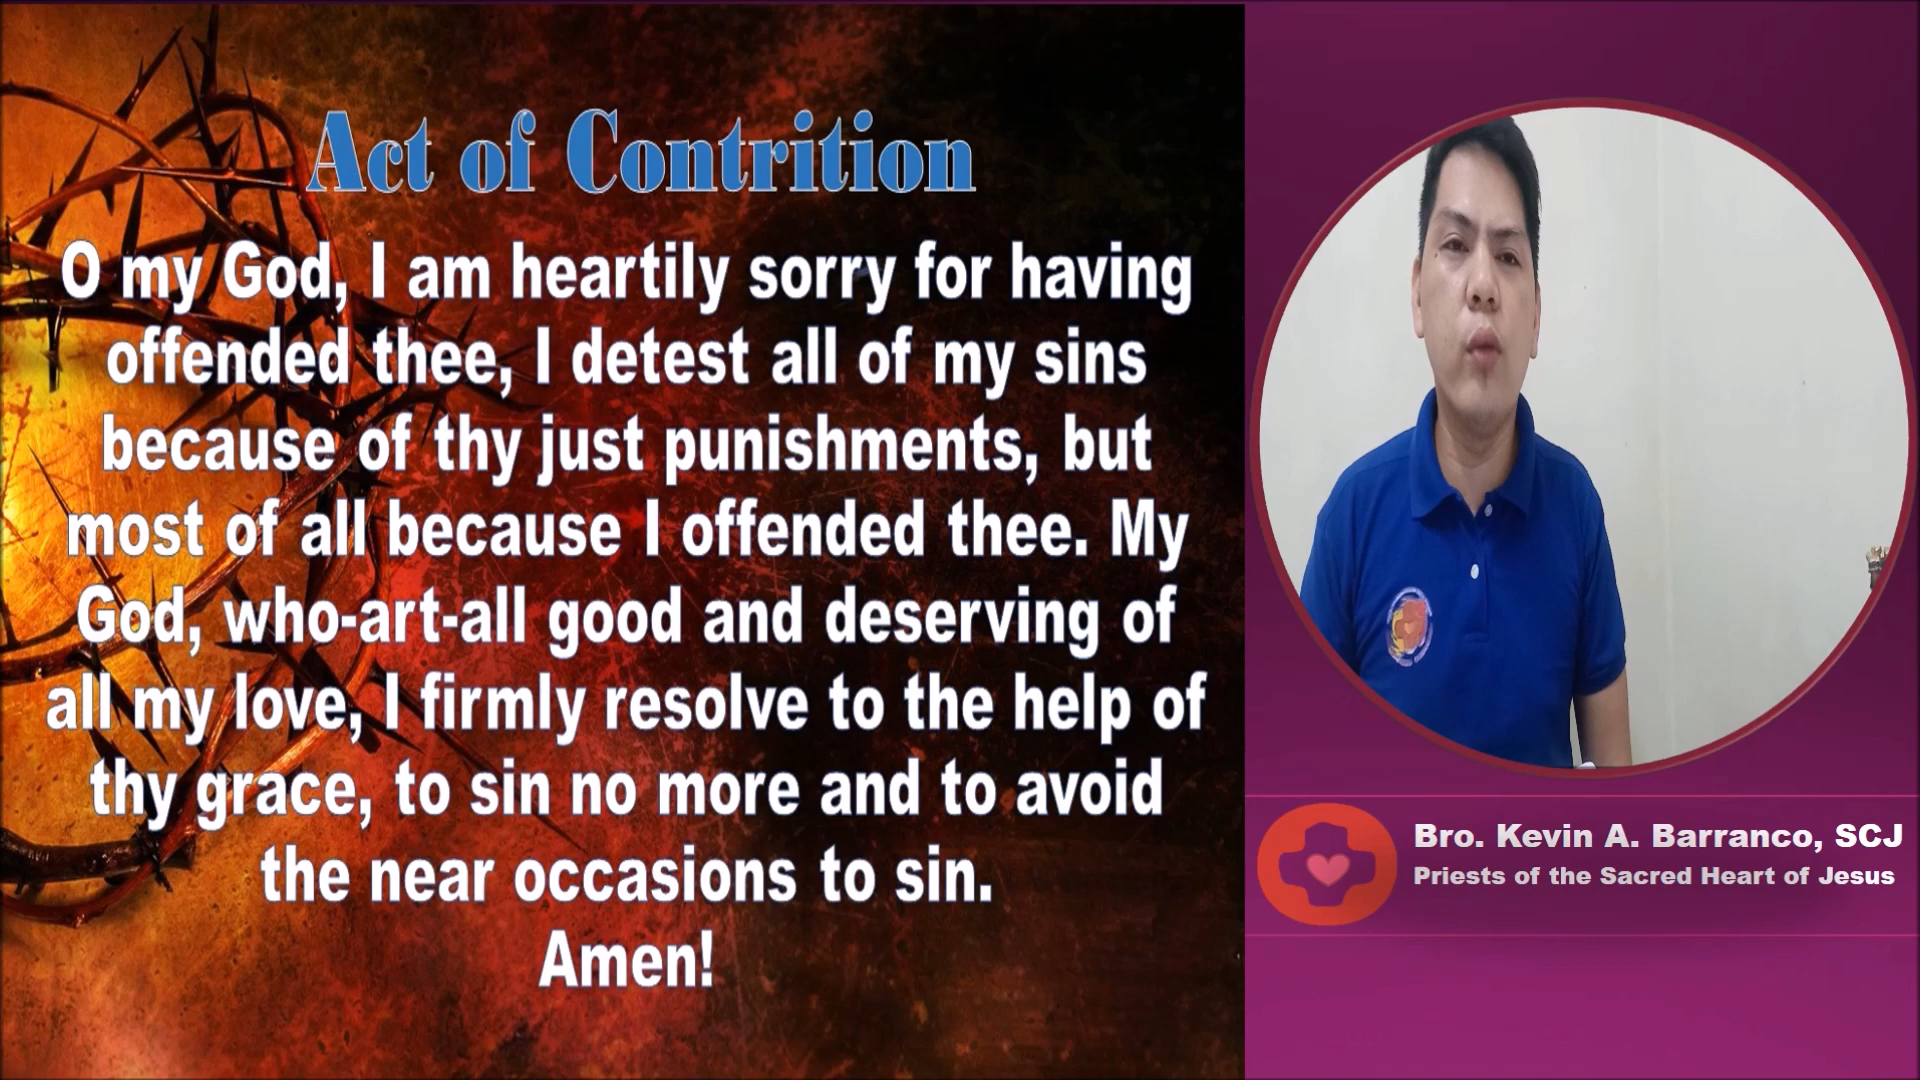 Act of Contrition
O my God, I am heartily sorry for having
offended thee, I detest all of my sins
because of thy just punishments, but
most of all because I offended thee. My
God, who-art-all good and deserving of
all my love, I firmly resolve to the help of
thy grace, to sin no more and to avoid
the near occasions to sin.
Amen!
Bro. Kevin A. Barranco, SCJ
Priests of the Sacred Heart of Jesus